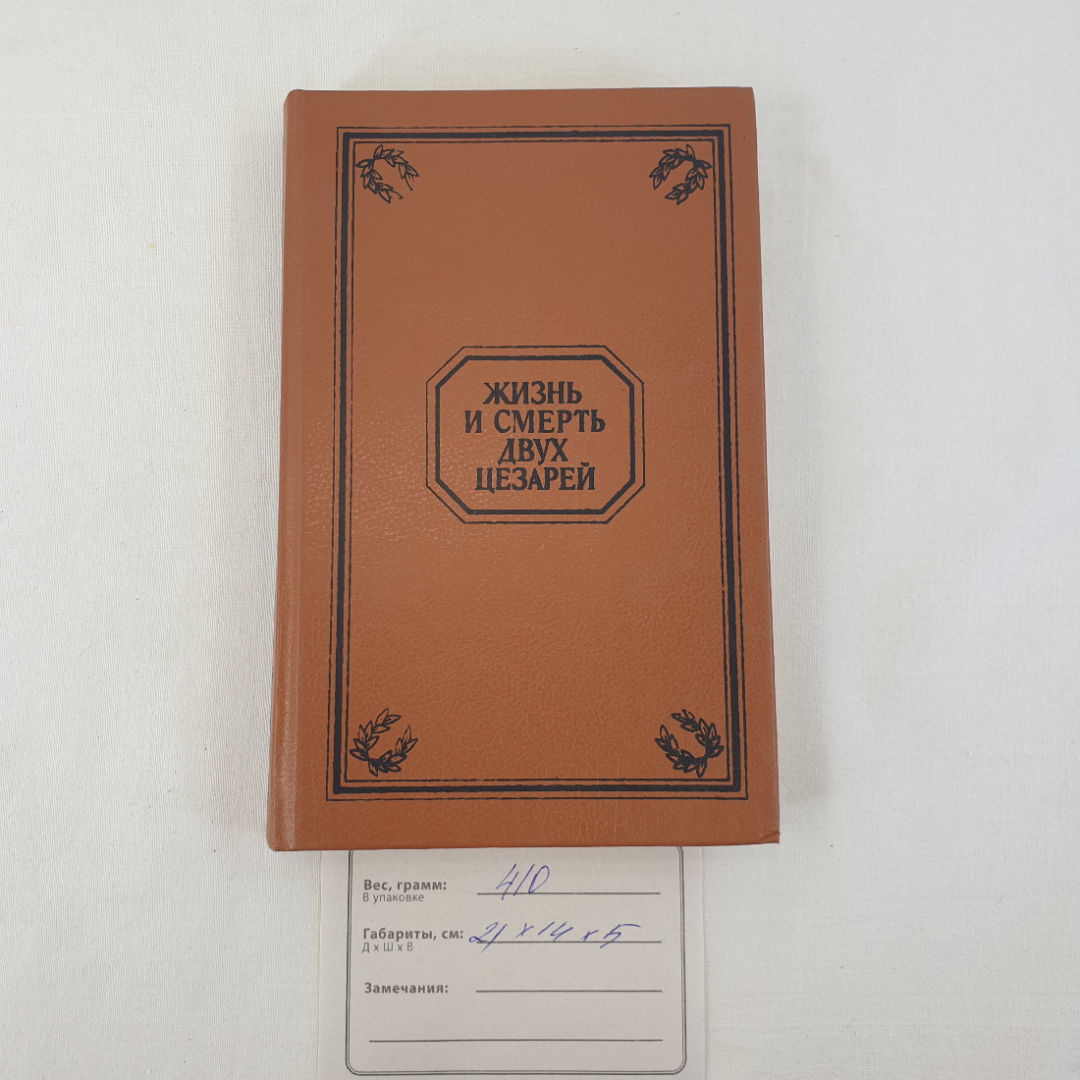 ЖИЗНЬ
И СМЕРТЬ
ДВУХ
ЦЕЗАРЕЙ
Вес, грамм: 410
В упаковке
Габариты, см: 21 x 14 x 5
Д х Ш х В
Замечания: